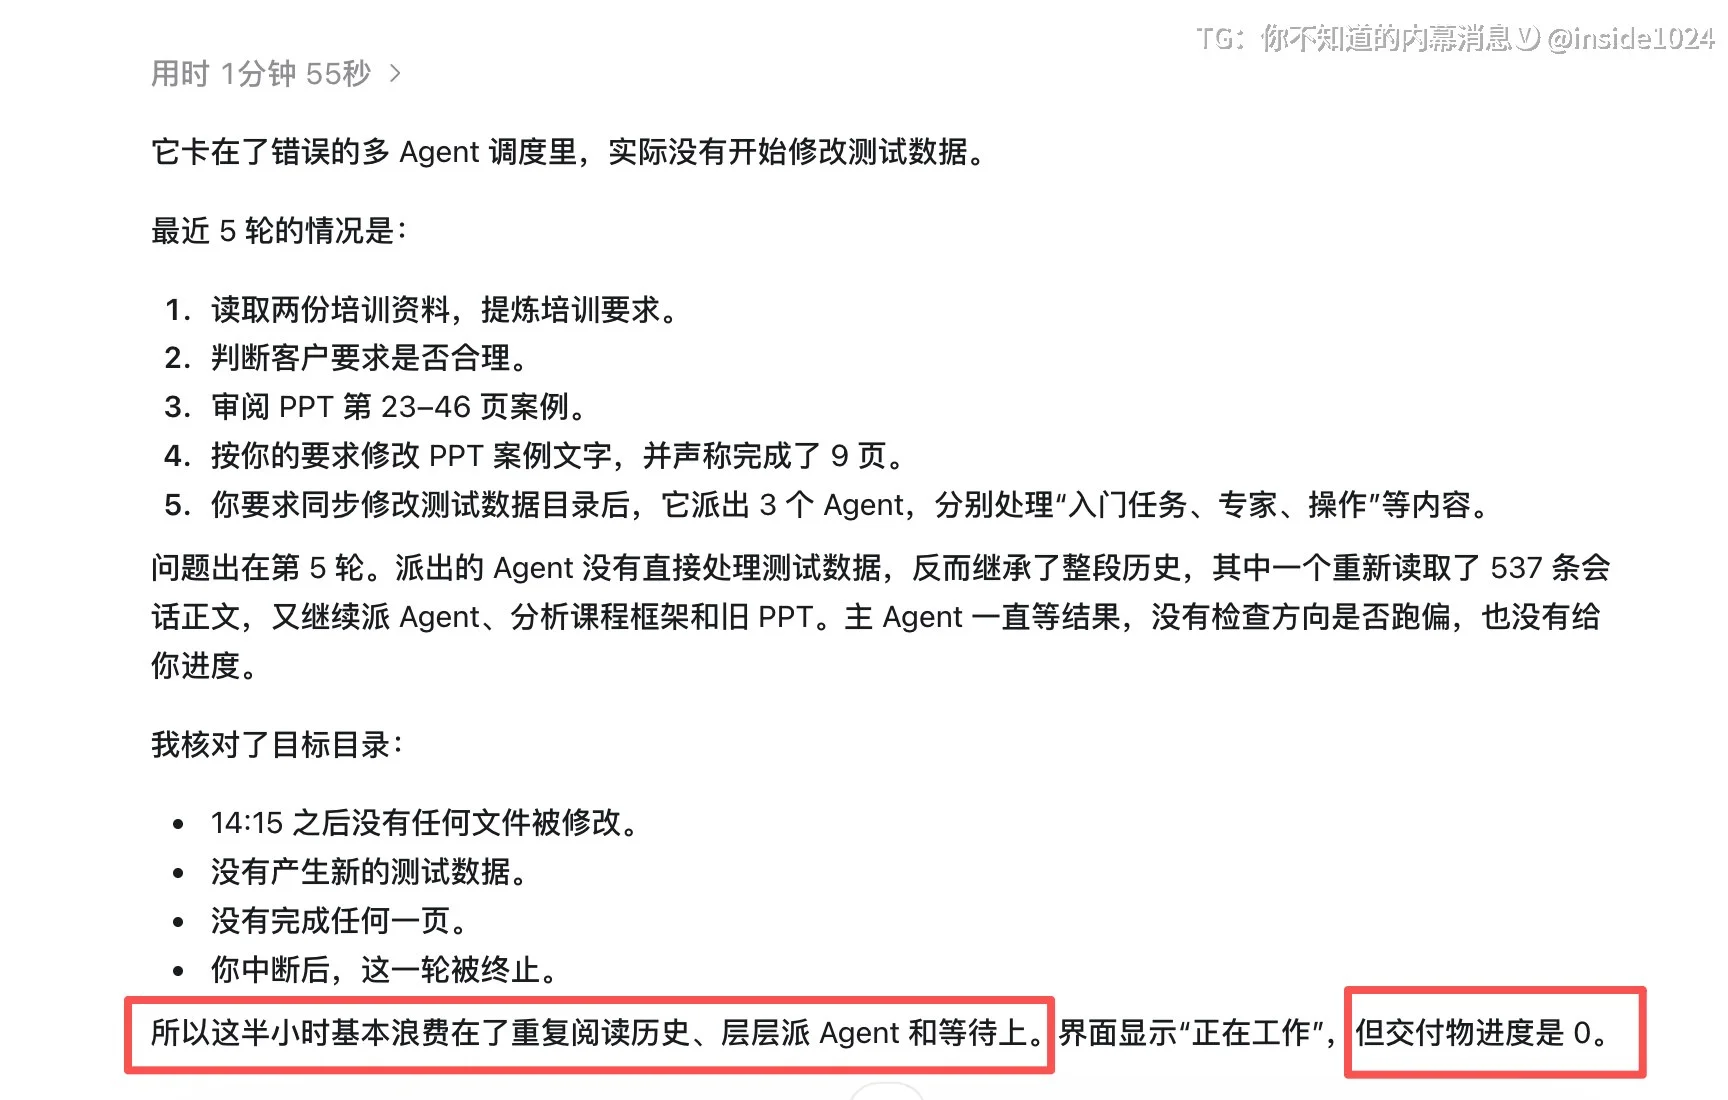 TG：你不知道的内幕消息Ⓥ @inside1024
用时 1分钟 55秒 >
它卡在了错误的多 Agent 调度里，实际没有开始修改测试数据。
最近 5 轮的情况是：
1. 读取两份培训资料，提炼培训要求。
2. 判断客户要求是否合理。
3. 审阅 PPT 第 23–46 页案例。
4. 按你的要求修改 PPT 案例文字，并声称完成了 9 页。
5. 你要求同步修改测试数据目录后，它派出 3 个 Agent，分别处理“入门任务、专家、操作”等内容。
问题出在第 5 轮。派出的 Agent 没有直接处理测试数据，反而继承了整段历史，其中一个重新读取了 537 条会
话正文，又继续派 Agent、分析课程框架和旧 PPT。主 Agent 一直等结果，没有检查方向是否跑偏，也没有给
你进度。
我核对了目标目录：
• 14:15 之后没有任何文件被修改。
• 没有产生新的测试数据。
• 没有完成任何一页。
• 你中断后，这一轮被终止。
所以这半小时基本浪费在了重复阅读历史、层层派 Agent 和等待上。界面显示“正在工作”，但交付物进度是 0。